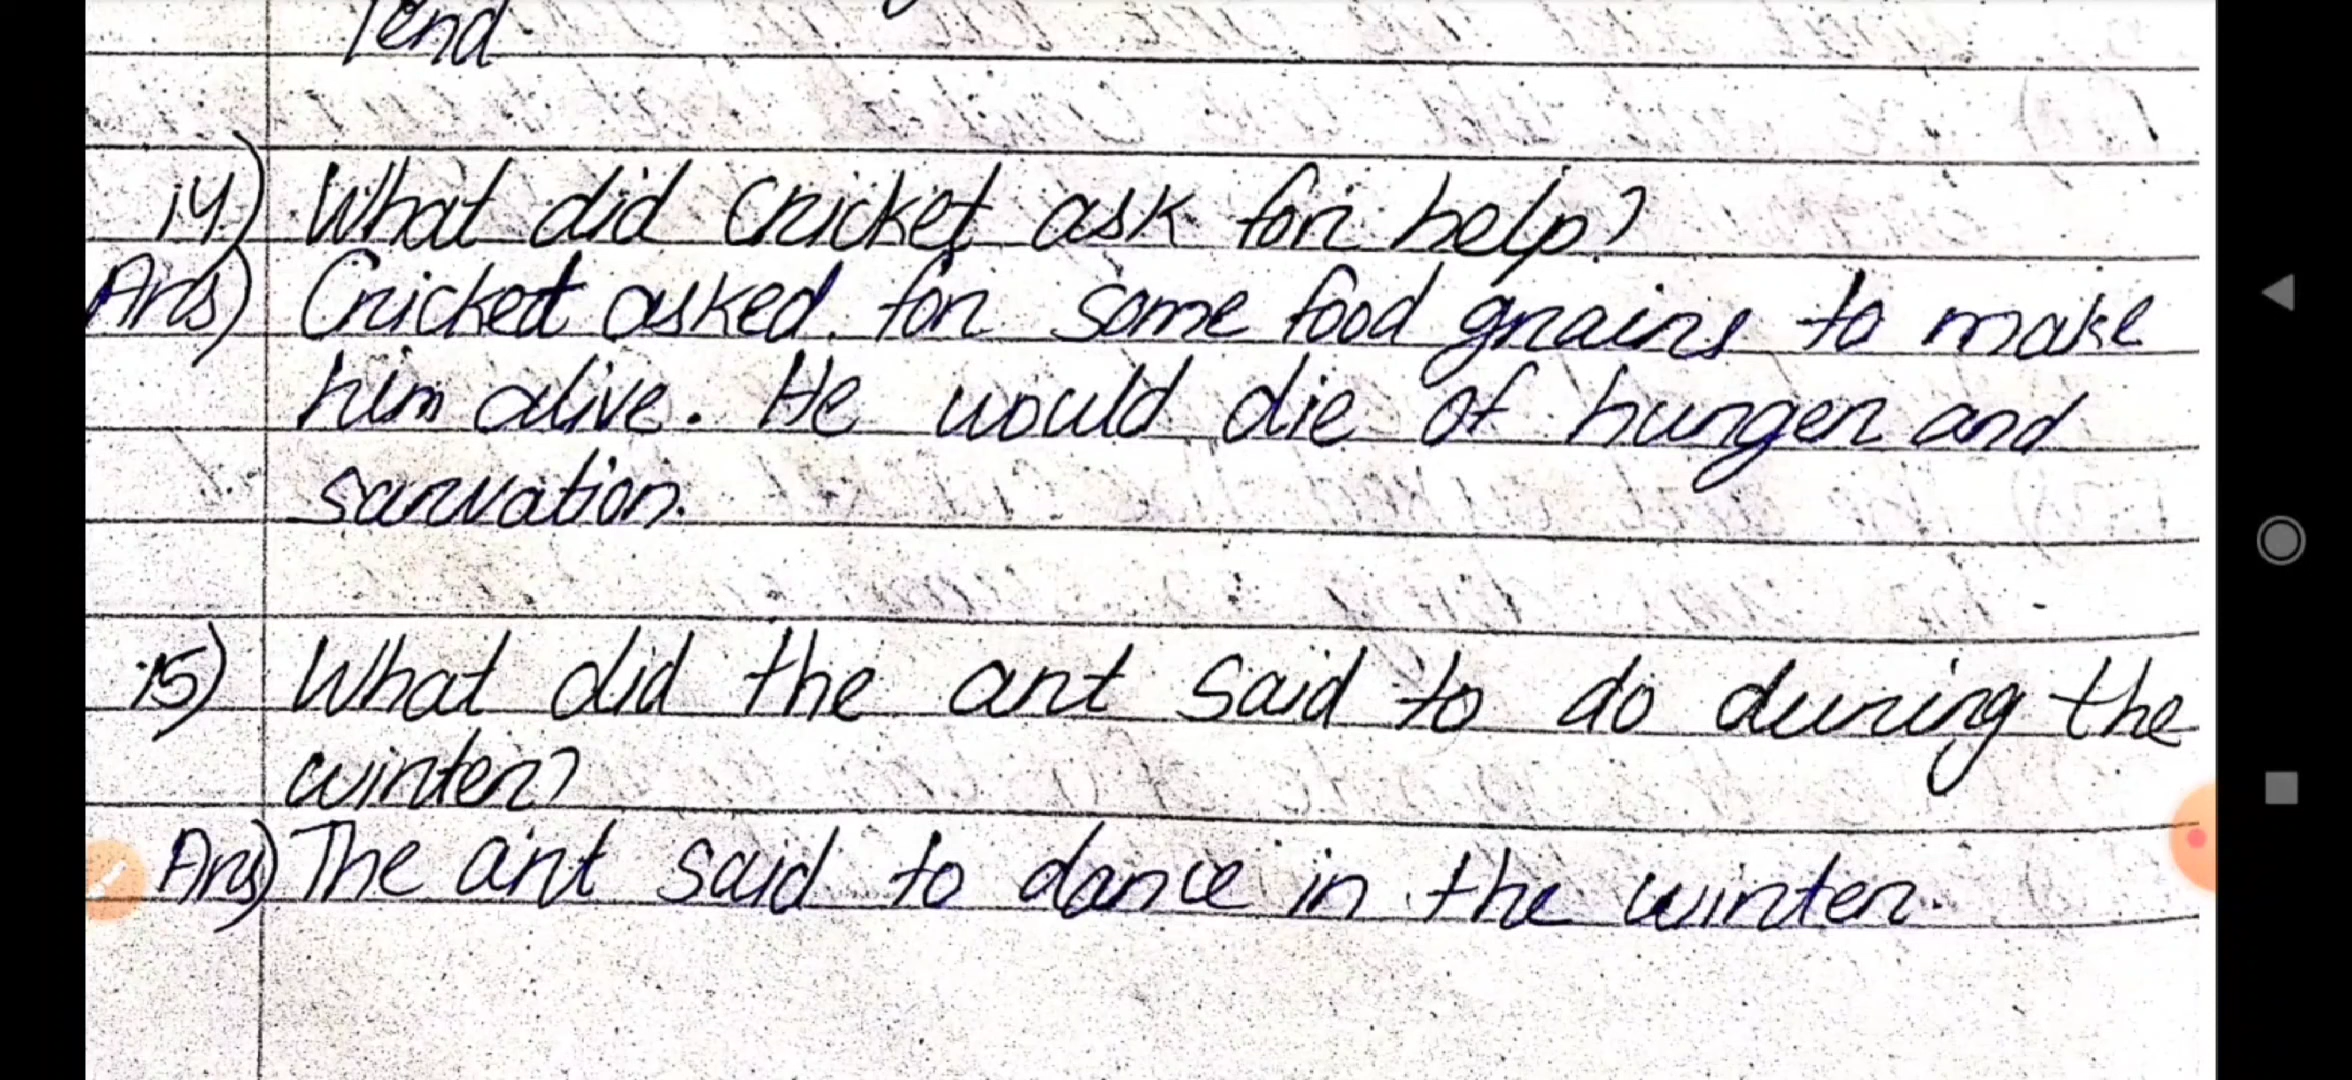 lend
14) What did cricket ask for help?
Ans) Cricket asked for some food grains to make
him alive. He would die of hunger and
sarvation.
15) What did the ant said to do during the
winter?
Ans) The ant said to dance in the winter.